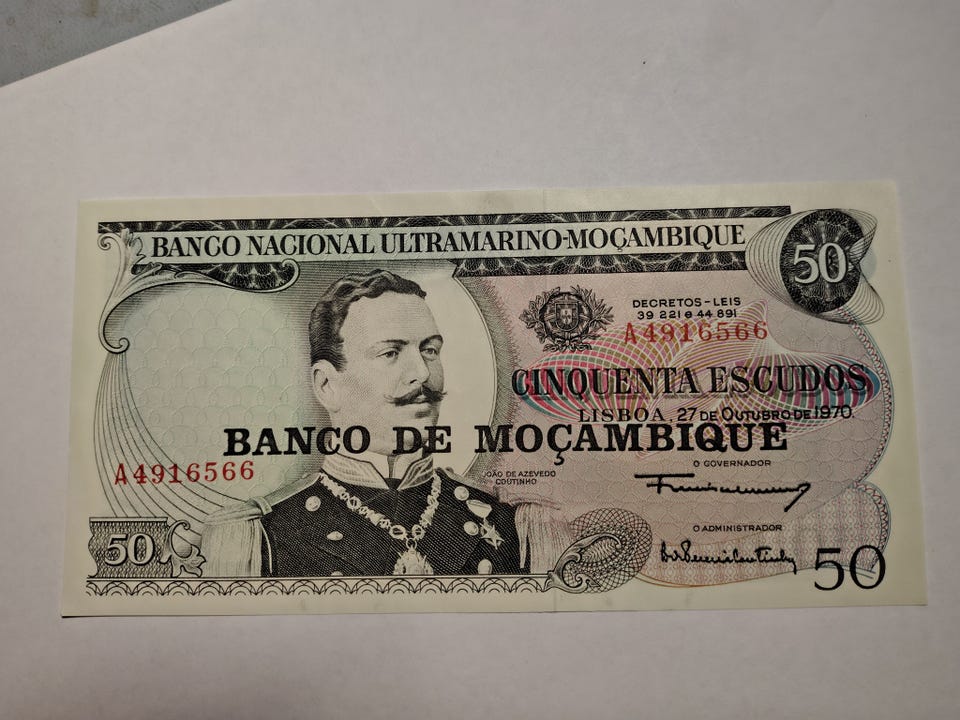 BANCO NACIONAL ULTRAMARINO-MOÇAMBIQUE
50
DECRETOS-LEIS
39 221 e 44 891
A4916566
CINQUENTA ESCUDOS
LISBOA, 27 DE OUTUBRO DE 1970.
BANCO DE MOÇAMBIQUE
A4916566
JOÃO DE AZEVEDO
COUTINHO
O GOVERNADOR
O ADMINISTRADOR
50
50